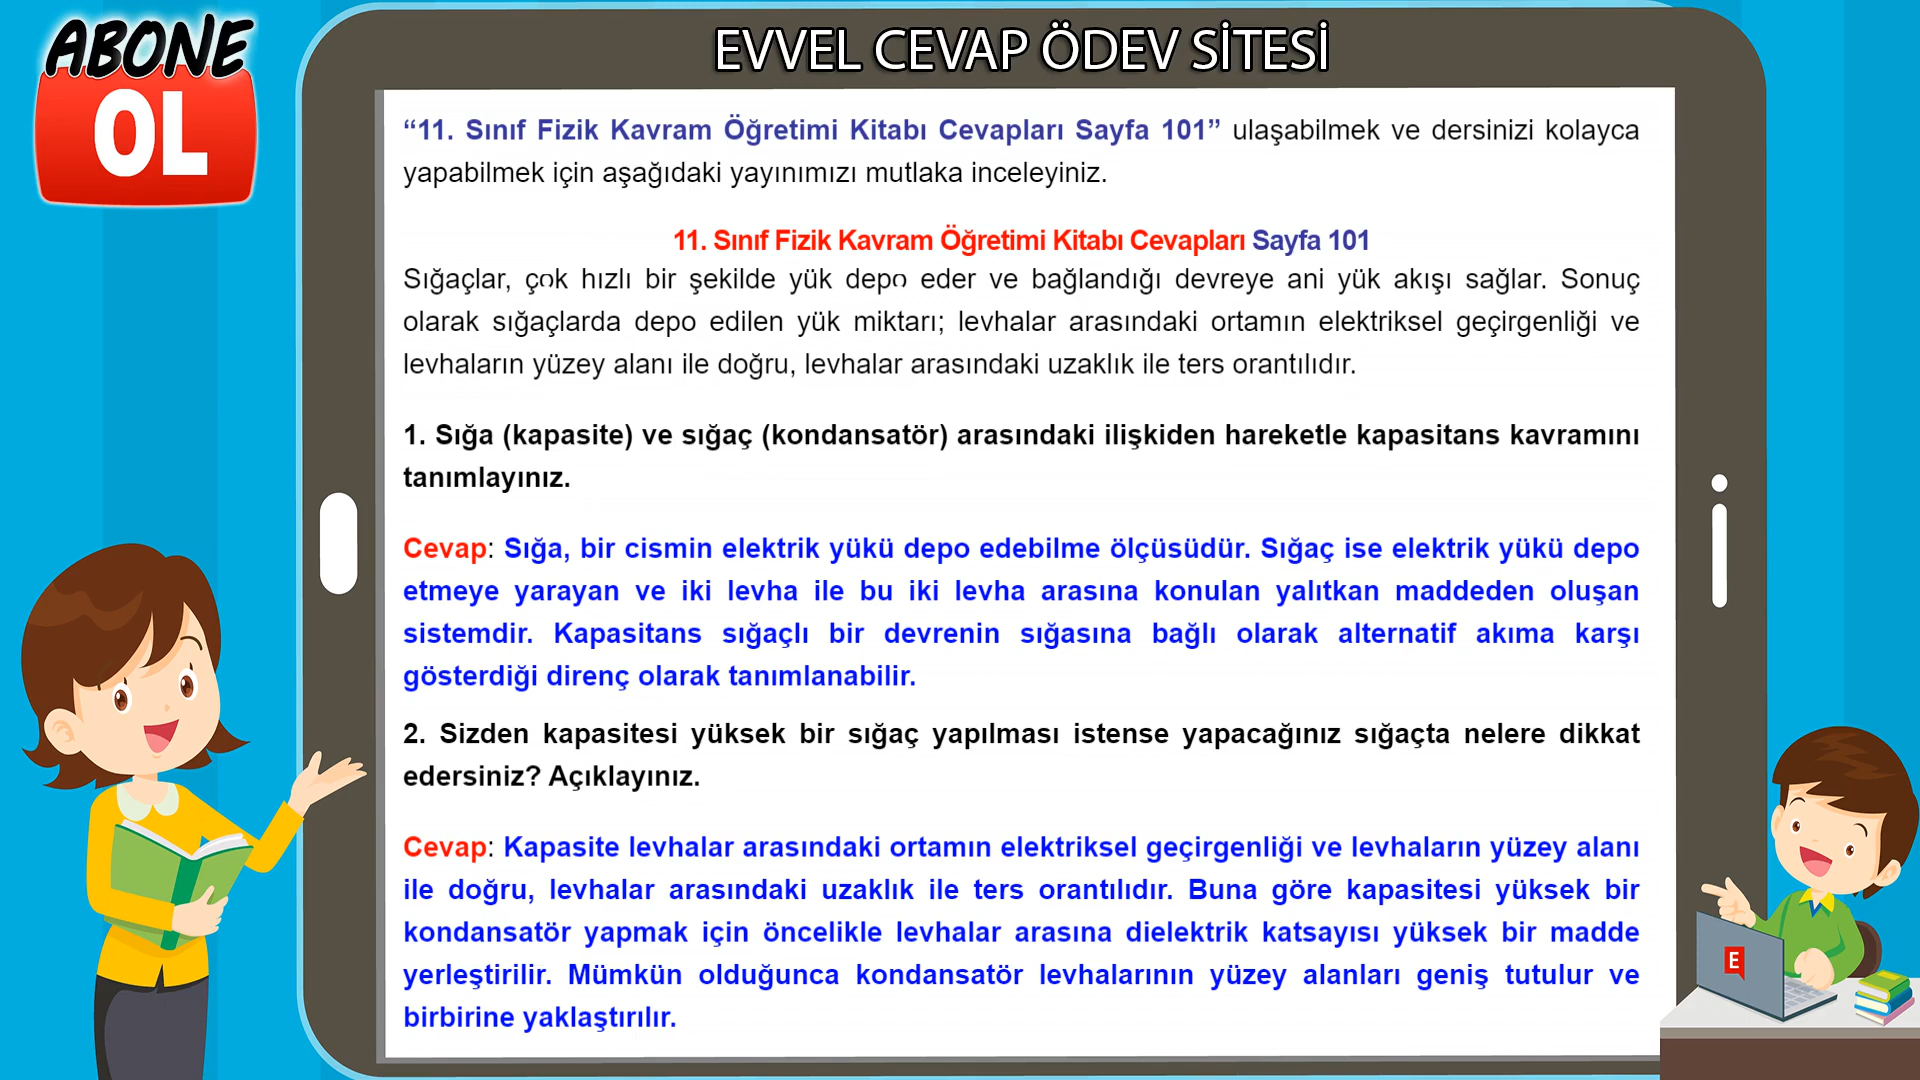 ABONE
OL
EVVEL CEVAP ÖDEV SİTESİ
“11. Sınıf Fizik Kavram Öğretimi Kitabı Cevapları Sayfa 101” ulaşabilmek ve dersinizi kolayca
yapabilmek için aşağıdaki yayınımızı mutlaka inceleyiniz.
11. Sınıf Fizik Kavram Öğretimi Kitabı Cevapları Sayfa 101
Sığaçlar, çok hızlı bir şekilde yük depo eder ve bağlandığı devreye ani yük akışı sağlar. Sonuç
olarak sığaçlarda depo edilen yük miktarı; levhalar arasındaki ortamın elektriksel geçirgenliği ve
levhaların yüzey alanı ile doğru, levhalar arasındaki uzaklık ile ters orantılıdır.
1. Sığa (kapasite) ve sığaç (kondansatör) arasındaki ilişkiden hareketle kapasitans kavramını
tanımlayınız.
Cevap: Sığa, bir cismin elektrik yükü depo edebilme ölçüsüdür. Sığaç ise elektrik yükü depo
etmeye yarayan ve iki levha ile bu iki levha arasına konulan yalıtkan maddeden oluşan
sistemdir. Kapasitans sığaçlı bir devrenin sığasına bağlı olarak alternatif akıma karşı
gösterdiği direnç olarak tanımlanabilir.
2. Sizden kapasitesi yüksek bir sığaç yapılması istense yapacağınız sığaçta nelere dikkat
edersiniz? Açıklayınız.
Cevap: Kapasite levhalar arasındaki ortamın elektriksel geçirgenliği ve levhaların yüzey alanı
ile doğru, levhalar arasındaki uzaklık ile ters orantılıdır. Buna göre kapasitesi yüksek bir
kondansatör yapmak için öncelikle levhalar arasına dielektrik katsayısı yüksek bir madde
yerleştirilir. Mümkün olduğunca kondansatör levhalarının yüzey alanları geniş tutulur ve
birbirine yaklaştırılır.
E